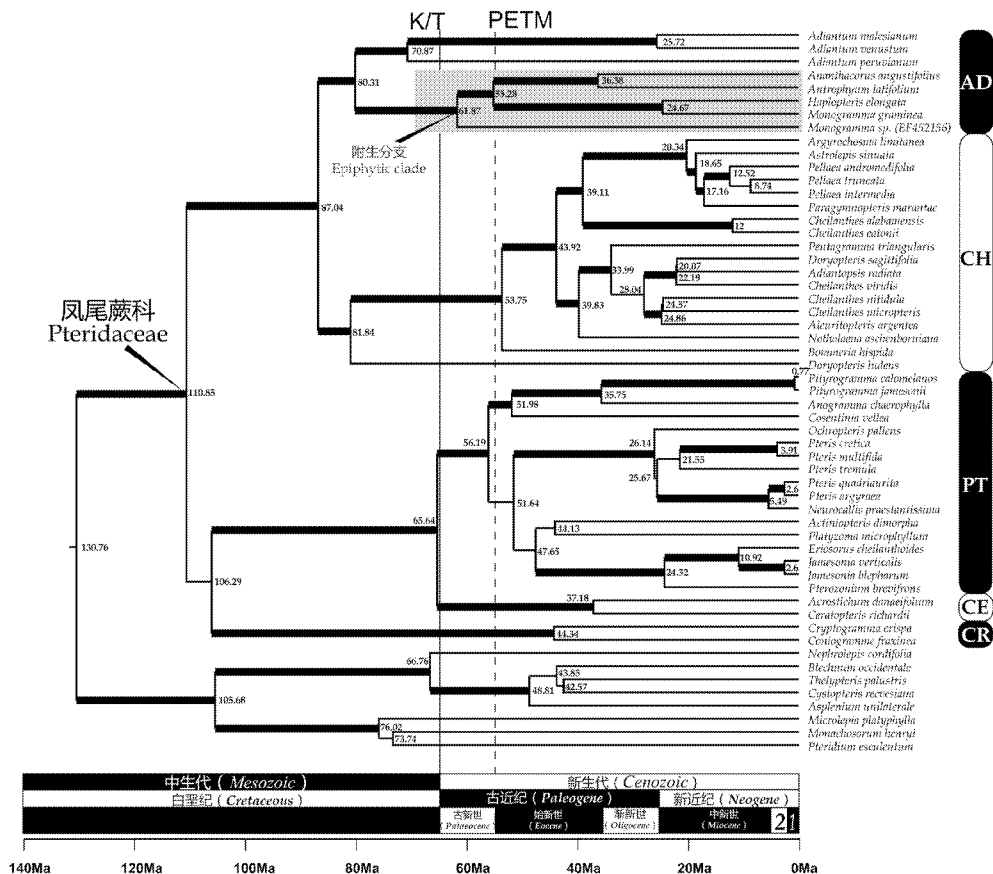 K/T PETM
Adiantum malesianum
Adiantum venustum
Adiantum peruvianum
Ananthacorus angustifolius
Antrophyum latifolium
Haplopteris elongata
Monogramma graminea
Monogramma sp. (EF452156)
Argyrochosma limitanea
Astrolepis sinuata
Pellaea andromedifolia
Pellaea truncata
Pellaea intermedia
Paragymnopteris marantae
Cheilanthes alabamensis
Cheilanthes eatonii
Pentagramma triangularis
Doryopteris sagittifolia
Adiantopsis radiata
Cheilanthes viridis
Cheilanthes nitidula
Cheilanthes micropteris
Aleuritopteris argentea
Notholaena aschenborniana
Bommeria hispida
Doryopteris ludens
Pityrogramma calomelanos
Pityrogramma jamesonii
Anogramma chaerophylla
Cosentinia vellea
Ochropteris pallens
Pteris cretica
Pteris multifida
Pteris tremula
Pteris quadriaurita
Pteris argyraea
Neurocallis praestantissima
Actiniopteris dimorpha
Platyzoma microphyllum
Eriosorus cheilanthoides
Jamesonia verticalis
Jamesonia blepharum
Pterozonium brevifrons
Acrostichum danaeifolium
Ceratopteris richardii
Cryptogramma crispa
Coniogramme fraxinea
Nephrolepis cordifolia
Blechnum occidentale
Thelypteris palustris
Cystopteris reevesiana
Asplenium unilaterale
Microlepia platyphylla
Monachosorum henryi
Pteridium esculentum
AD
CH
PT
CE
CR
25.72
70.87
80.31
36.38
55.28
61.87
24.67
附生分支
Epiphytic clade
20.34
18.65
12.52
8.74
17.16
39.11
12
87.04
43.92
33.99
20.07
22.19
28.04
24.57
24.86
39.83
53.75
81.84
凤尾蕨科
Pteridaceae
110.85
0.77
35.75
51.98
56.19
26.14
3.91
21.55
25.67
2.6
5.49
51.64
65.64
44.13
47.65
10.92
2.6
24.32
130.76
106.29
37.18
44.34
66.76
43.85
42.57
48.81
105.68
76.02
73.74
中生代 ( Mesozoic ) 新生代 ( Cenozoic )
白垩纪 ( Cretaceous ) 古近纪 ( Paleogene ) 新近纪 ( Neogene )
古新世 始新世 渐新世 中新世 2 1
( Palaeocene ) ( Eocene ) ( Oligocene ) ( Miocene )
140Ma 120Ma 100Ma 80Ma 60Ma 40Ma 20Ma 0Ma